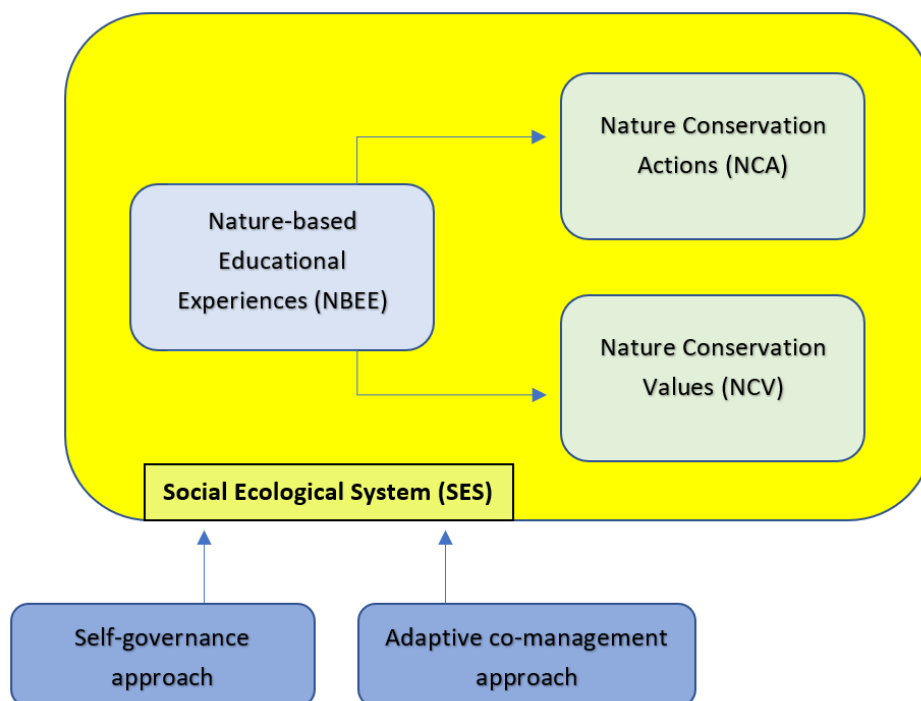 Nature Conservation
Actions (NCA)
Nature-based
Educational
Experiences (NBEE)
Nature Conservation
Values (NCV)
Social Ecological System (SES)
Self-governance
approach
Adaptive co-management
approach